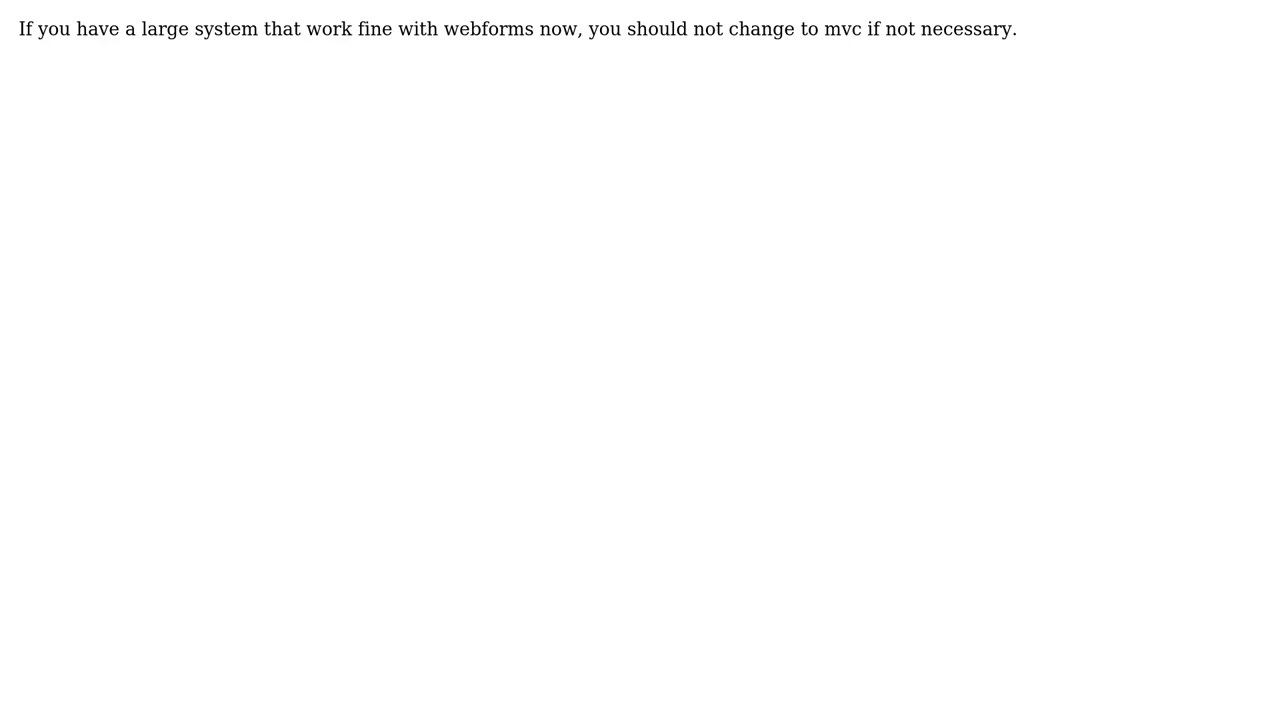 If you have a large system that work fine with webforms now, you should not change to mvc if not necessary.